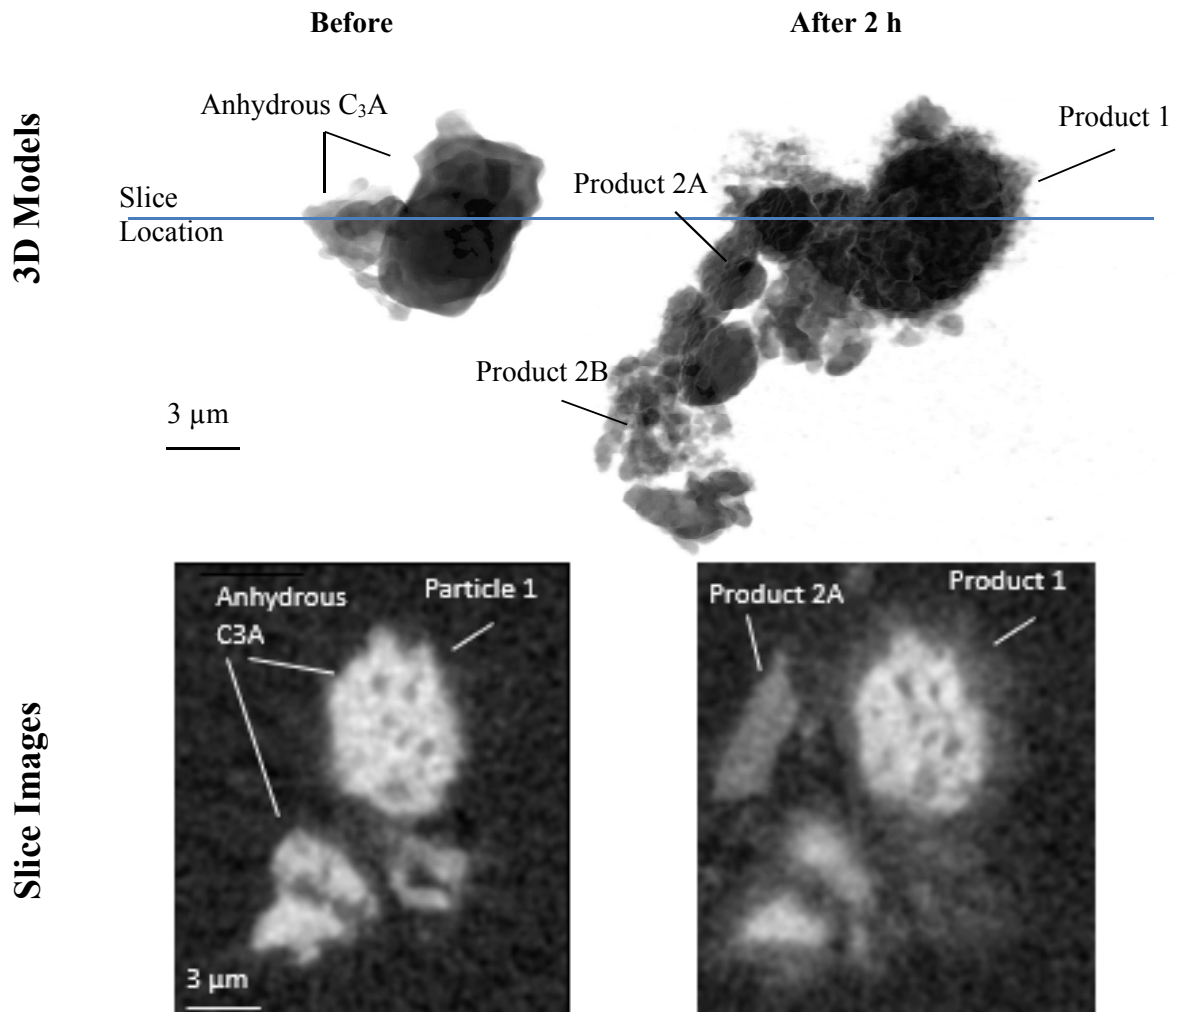 Before
After 2 h
3D Models
Anhydrous C₃A
Product 1
Product 2A
Slice
Location
Product 2B
3 µm
Slice Images
Anhydrous
C3A
Particle 1
3 µm
Product 2A
Product 1